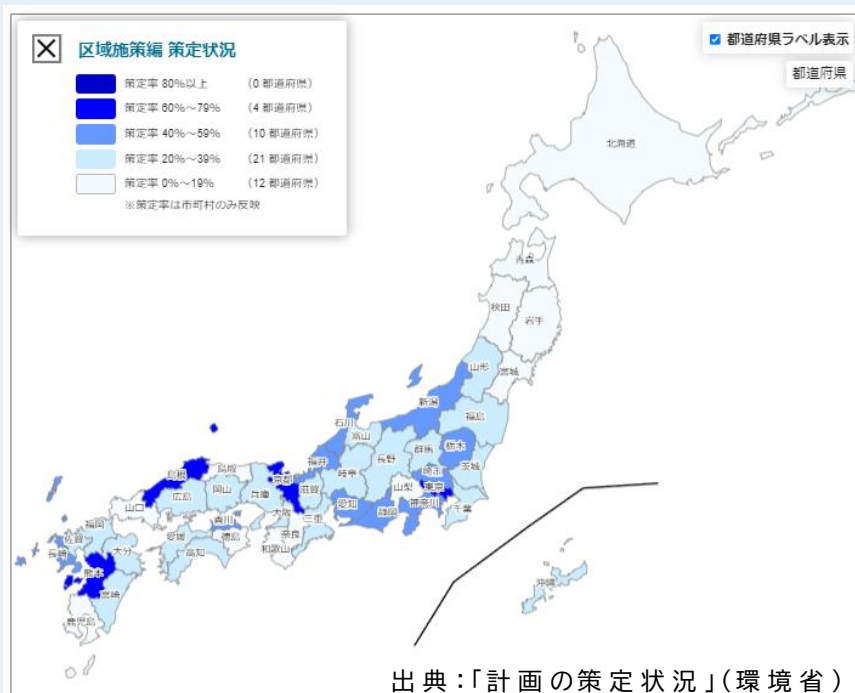 区域施策編 策定状況
策定率 80%以上 (0 都道府県)
策定率 60%~79% (4 都道府県)
策定率 40%~59% (10 都道府県)
策定率 20%~39% (21 都道府県)
策定率 0%~19% (12 都道府県)
※策定率は市町村のみ反映
都道府県ラベル表示
都道府県
北海道
青森
秋田
岩手
山形
宮城
新潟
福島
石川
富山
群馬
栃木
福井
長野
埼玉
茨城
島根
鳥取
京都
滋賀
岐阜
山梨
東京
広島
岡山
兵庫
愛知
静岡
神奈川
千葉
山口
香川
大阪
三重
奈良
福岡
愛媛
徳島
和歌山
佐賀
大分
高知
長崎
熊本
宮崎
鹿児島
沖縄
出典:「計画の策定状況」(環境省)